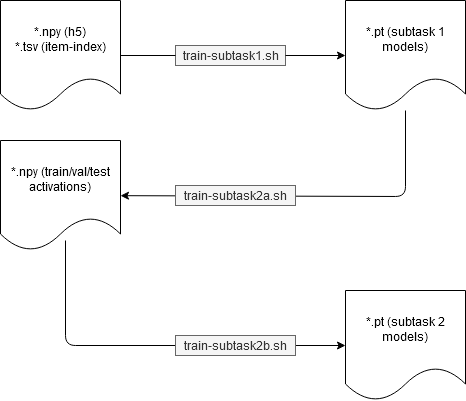 *.npy (h5)
*.tsv (item-index)
train-subtask1.sh
*.pt (subtask 1
models)
*.npy (train/val/test
activations)
train-subtask2a.sh
train-subtask2b.sh
*.pt (subtask 2
models)